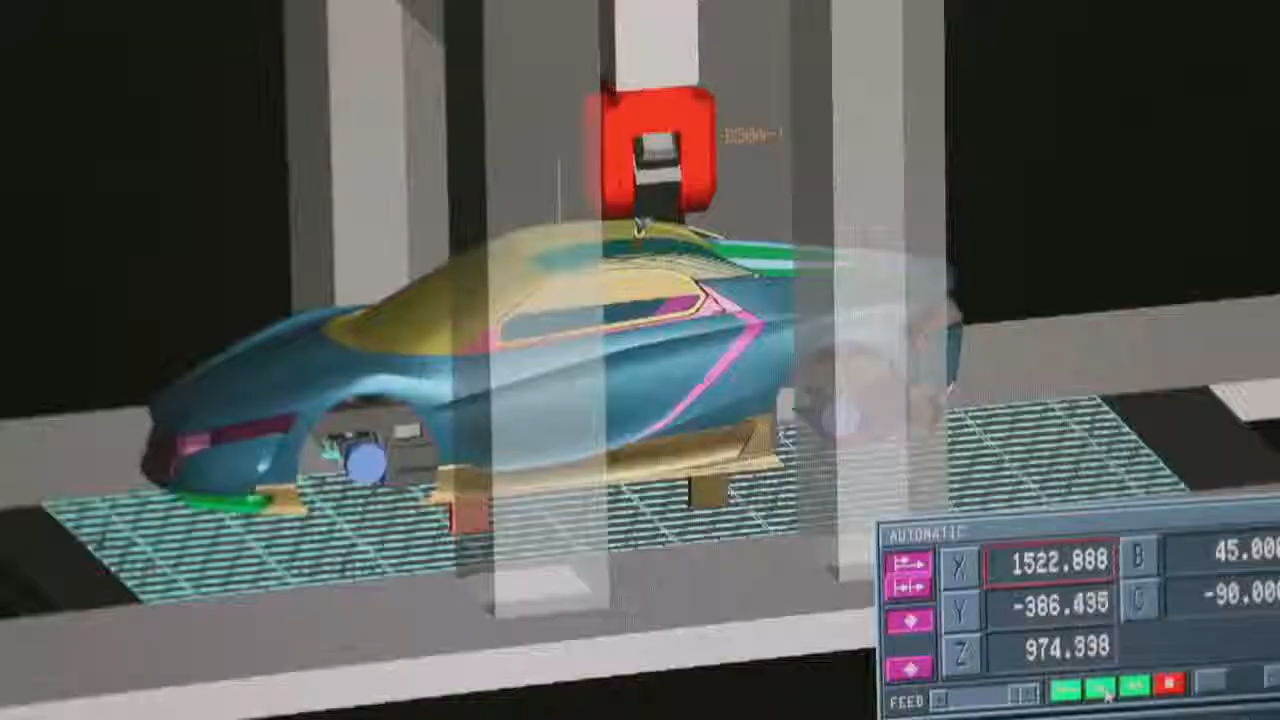 AUTOMATIC
X 1522.888 B 45.000
Y -386.435 C -90.000
Z 974.338
FEED